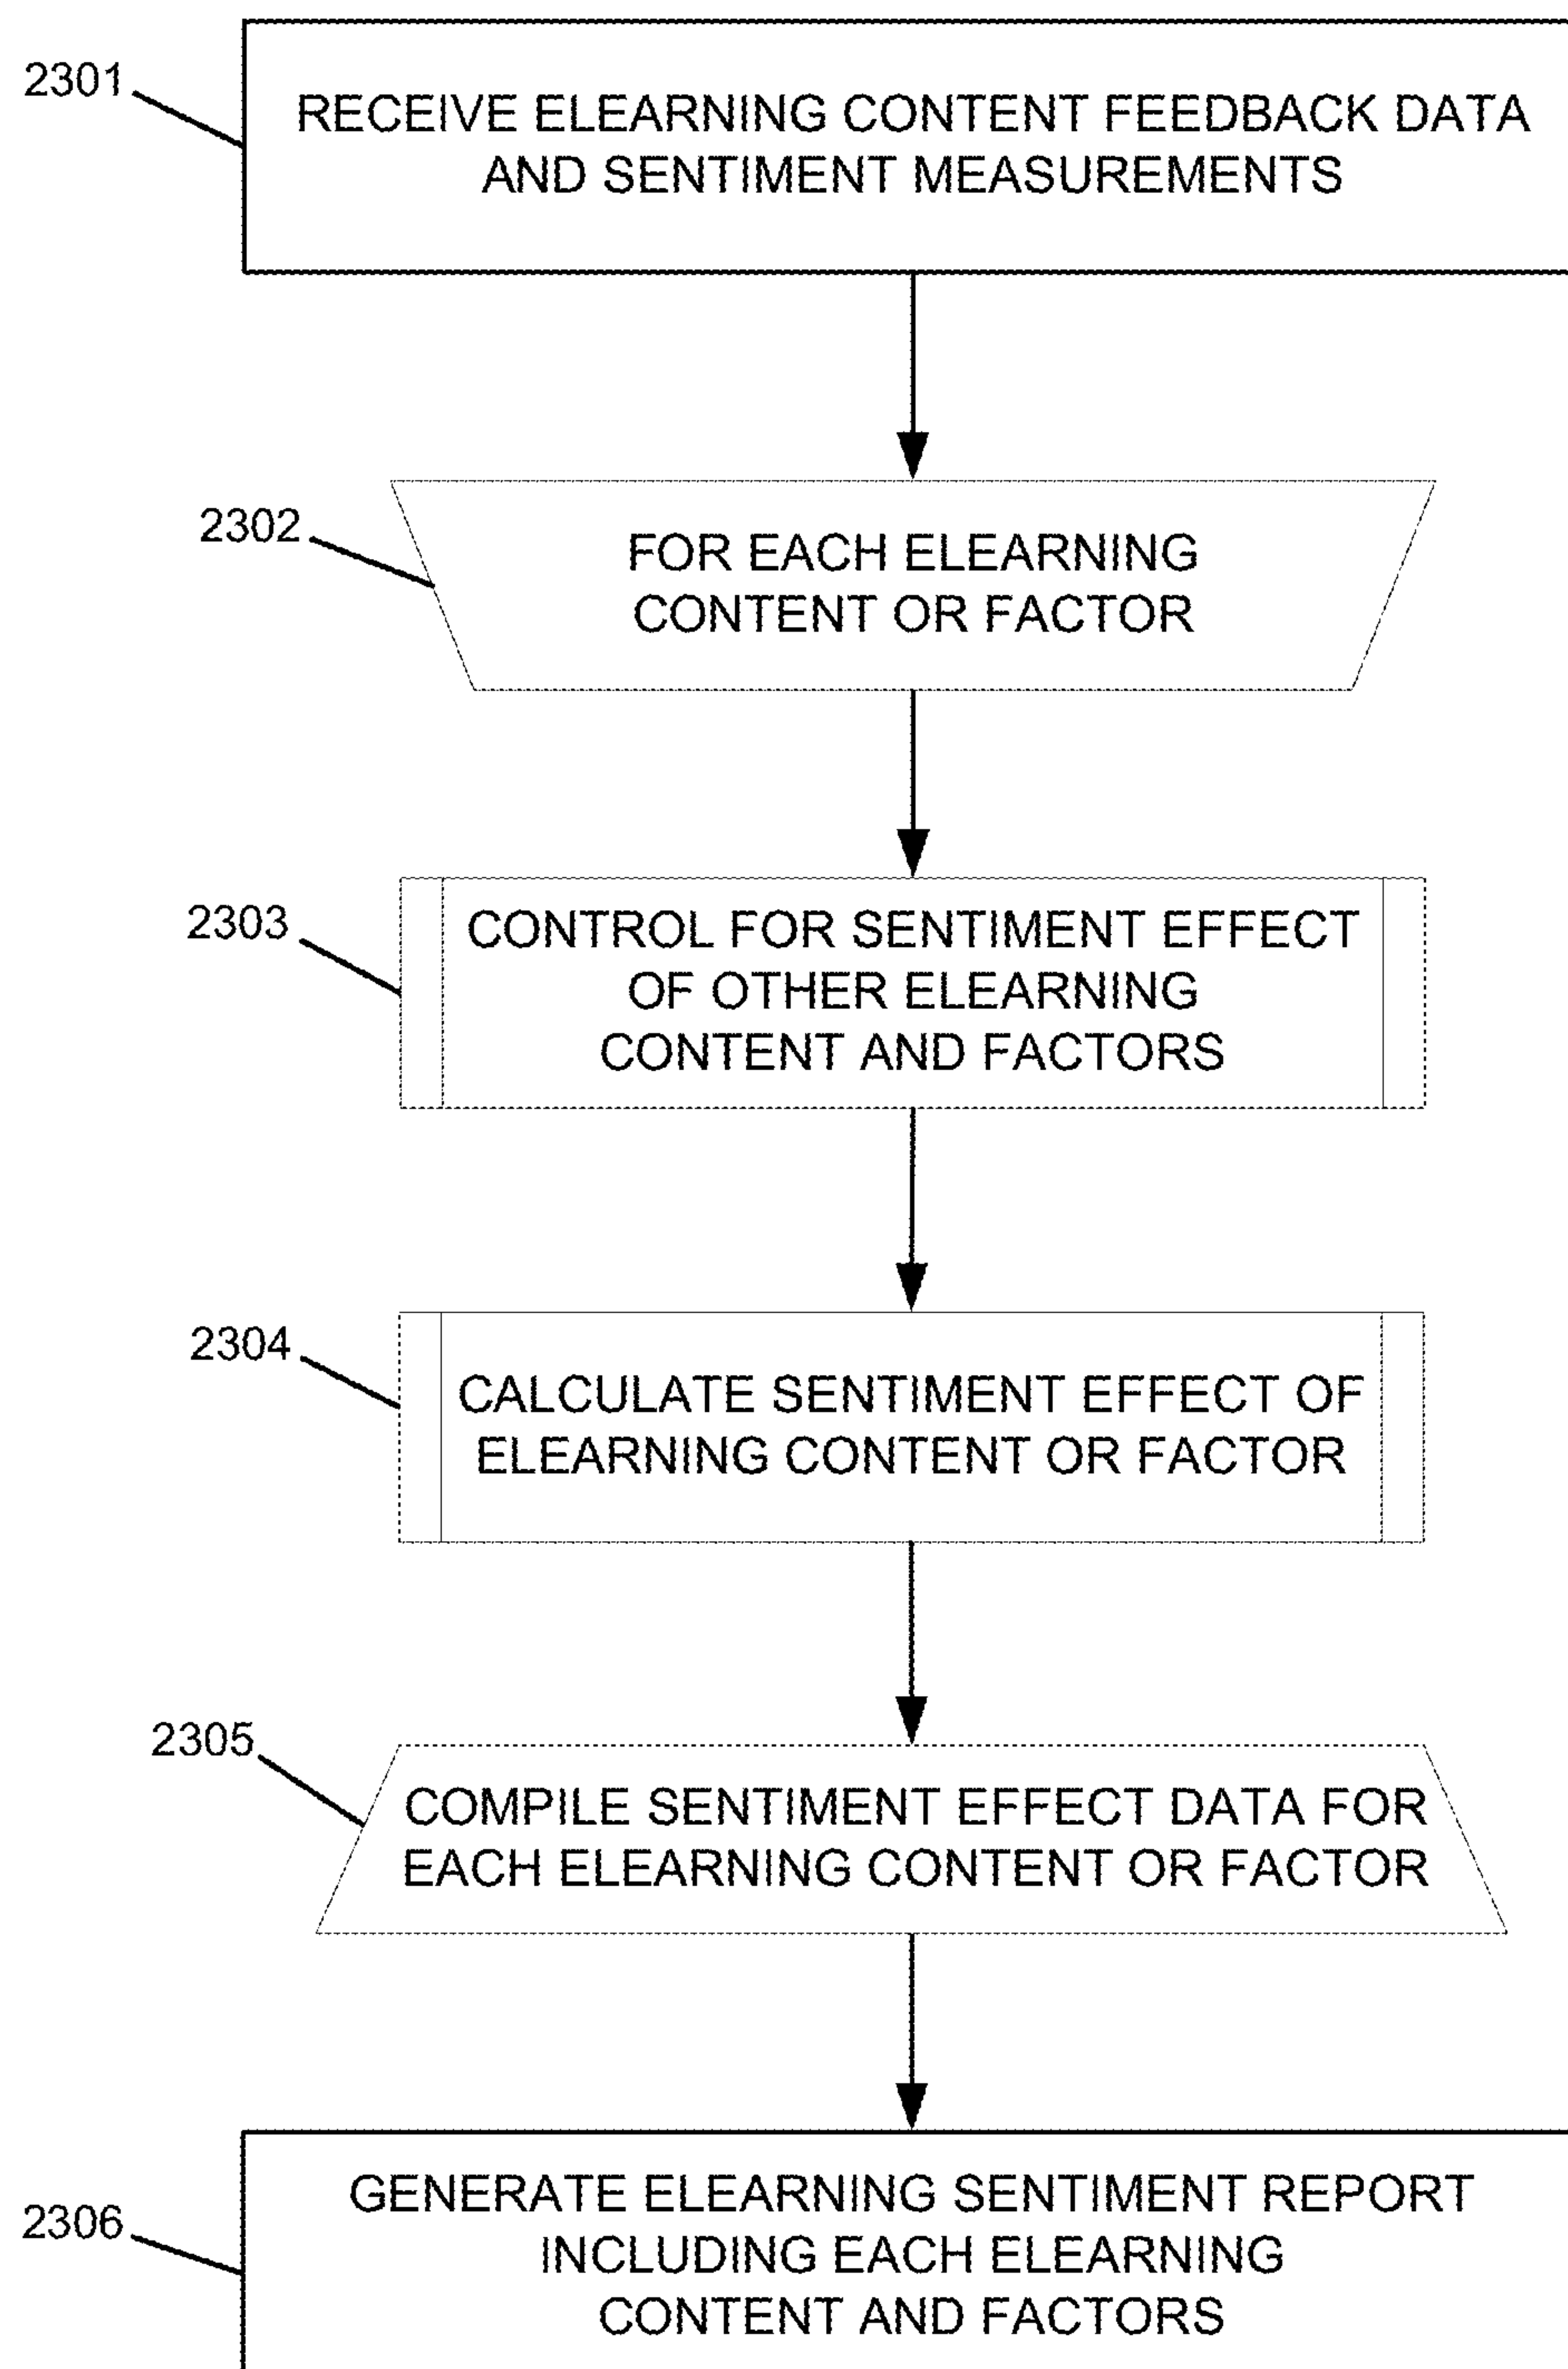 2301
RECEIVE ELEARNING CONTENT FEEDBACK DATA
AND SENTIMENT MEASUREMENTS
2302
FOR EACH ELEARNING
CONTENT OR FACTOR
2303
CONTROL FOR SENTIMENT EFFECT
OF OTHER ELEARNING
CONTENT AND FACTORS
2304
CALCULATE SENTIMENT EFFECT OF
ELEARNING CONTENT OR FACTOR
2305
COMPILE SENTIMENT EFFECT DATA FOR
EACH ELEARNING CONTENT OR FACTOR
2306
GENERATE ELEARNING SENTIMENT REPORT
INCLUDING EACH ELEARNING
CONTENT AND FACTORS